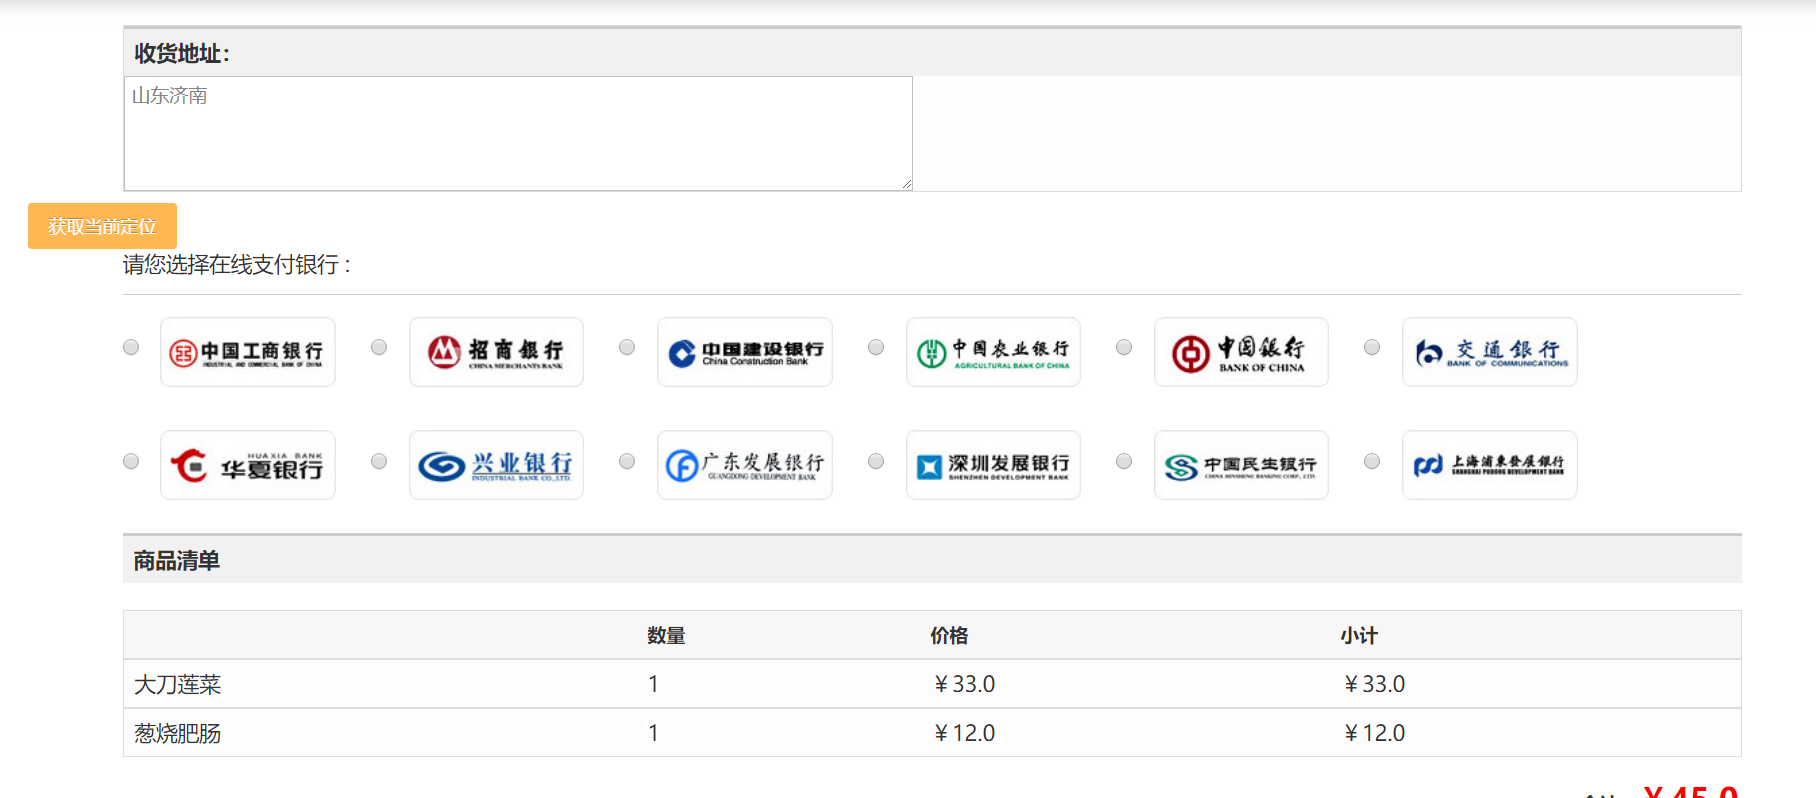 收货地址：
山东济南
获取当前定位
请您选择在线支付银行：
中国工商银行 招商银行 中国建设银行 中国农业银行 中国银行 交通銀行
INDUSTRIAL AND COMMERCIAL BANK OF CHINA CHINA MERCHANTS BANK China Construction Bank AGRICULTURAL BANK OF CHINA BANK OF CHINA BANK OF COMMUNICATIONS
HUAXIA BANK
华夏银行 兴业银行 广东发展银行 深圳发展银行 中国民生银行 上海浦东发展银行
INDUSTRIAL BANK CO.,LTD. GUANGDONG DEVELOPMENT BANK SHENZHEN DEVELOPMENT BANK CHINA MINSHENG BANKING CORP., LTD. SHANGHAI PUDONG DEVELOPMENT BANK
商品清单
数量 价格 小计
大刀莲菜 1 ￥33.0 ￥33.0
葱烧肥肠 1 ￥12.0 ￥12.0
￥45.0